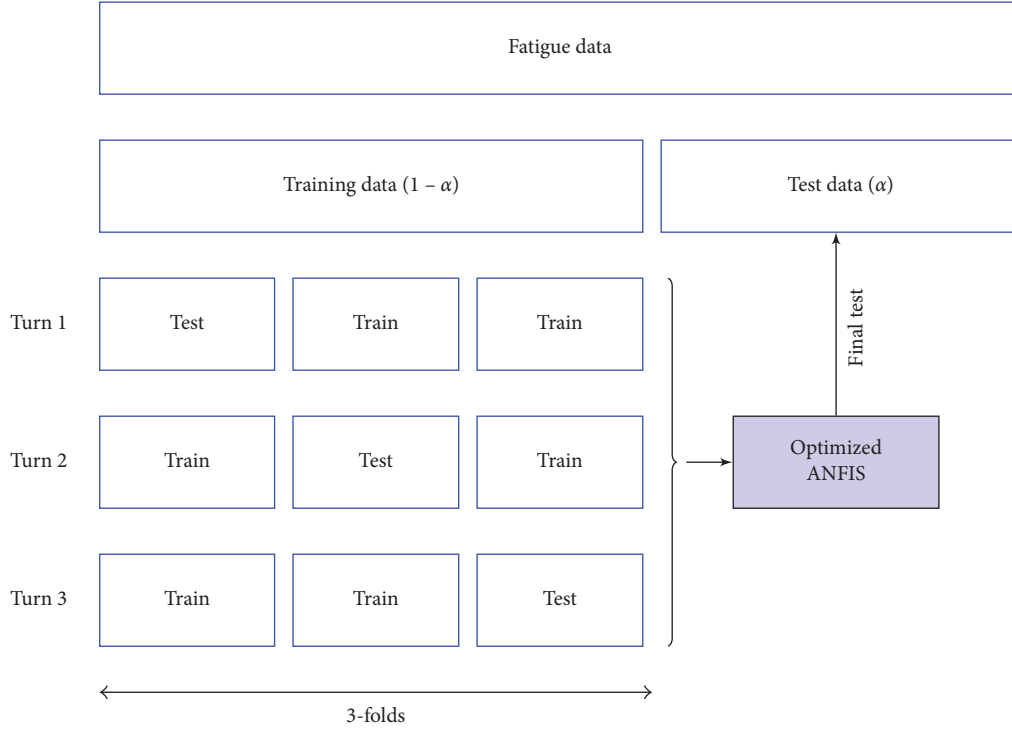 Fatigue data
Training data (1 – α)
Test data (α)
Turn 1
Test
Train
Train
Final test
Turn 2
Train
Test
Train
Optimized
ANFIS
Turn 3
Train
Train
Test
3-folds